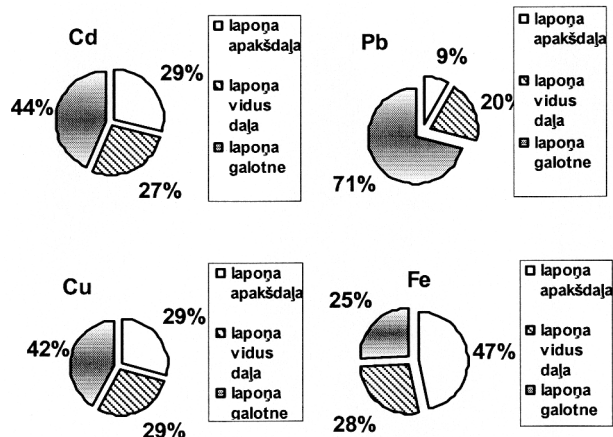 Cd
29%
44%
27%
lapoņa
apakšdaļa
lapoņa
vidus
daļa
lapoņa
galotne
Pb
9%
20%
71%
lapoņa
apakšdaļa
lapoņa
vidus
daļa
lapoņa
galotne
Cu
29%
42%
29%
lapoņa
apakšdaļa
lapoņa
vidus
daļa
lapoņa
galotne
Fe
25%
47%
28%
lapoņa
apakšdaļa
lapoņa
vidus
daļa
lapoņa
galotne